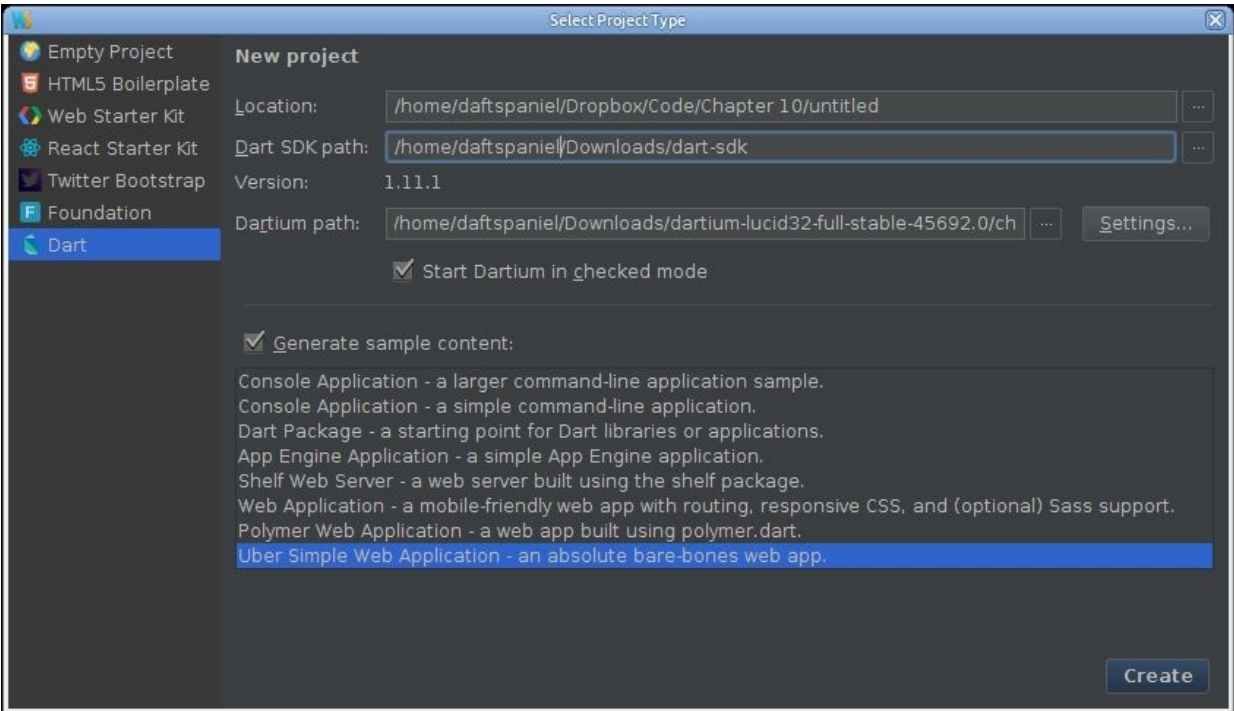 WS
Select Project Type
Empty Project
HTML5 Boilerplate
Web Starter Kit
React Starter Kit
Twitter Bootstrap
F Foundation
Dart
New project
Location: /home/daftspaniel/Dropbox/Code/Chapter 10/untitled ...
Dart SDK path: /home/daftspaniel/Downloads/dart-sdk ...
Version: 1.11.1
Dartium path: /home/daftspaniel/Downloads/dartium-lucid32-full-stable-45692.0/ch ... Settings...
Start Dartium in checked mode
Generate sample content:
Console Application - a larger command-line application sample.
Console Application - a simple command-line application.
Dart Package - a starting point for Dart libraries or applications.
App Engine Application - a simple App Engine application.
Shelf Web Server - a web server built using the shelf package.
Web Application - a mobile-friendly web app with routing, responsive CSS, and (optional) Sass support.
Polymer Web Application - a web app built using polymer.dart.
Uber Simple Web Application - an absolute bare-bones web app.
Create